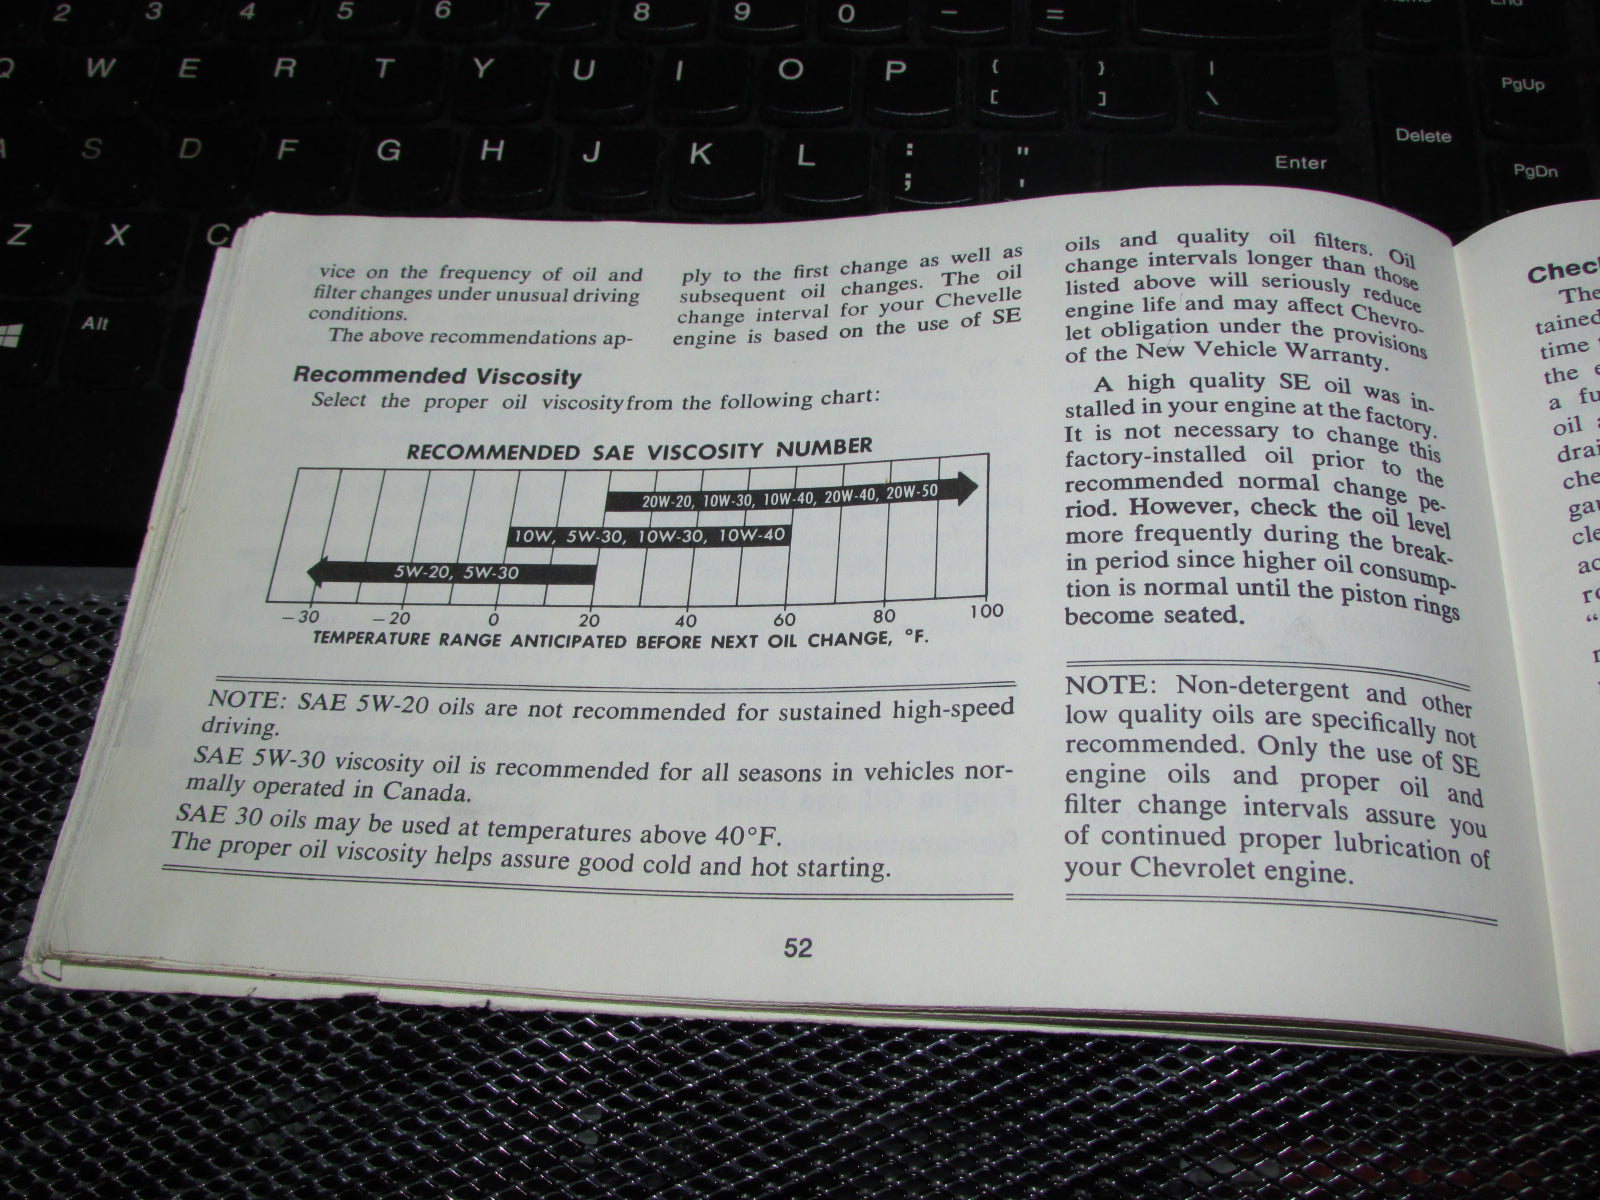 2 3 4 5 6 7 8 9 0 - =
Q W E R T Y U I O P { [ } ] | \
PgUp
Delete
A S D F G H J K L : ; " '
Enter
PgDn
Z X C
Alt
vice on the frequency of oil and
filter changes under unusual driving
conditions.
The above recommendations ap-
ply to the first change as well as
subsequent oil changes. The oil
change interval for your Chevelle
engine is based on the use of SE
Recommended Viscosity
Select the proper oil viscosity from the following chart:
RECOMMENDED SAE VISCOSITY NUMBER
20W-20, 10W-30, 10W-40, 20W-40, 20W-50
10W, 5W-30, 10W-30, 10W-40
5W-20, 5W-30
-30 -20 0 20 40 60 80 100
TEMPERATURE RANGE ANTICIPATED BEFORE NEXT OIL CHANGE, °F.
NOTE: SAE 5W-20 oils are not recommended for sustained high-speed
driving.
SAE 5W-30 viscosity oil is recommended for all seasons in vehicles nor-
mally operated in Canada.
SAE 30 oils may be used at temperatures above 40°F.
The proper oil viscosity helps assure good cold and hot starting.
oils and quality oil filters. Oil
change intervals longer than those
listed above will seriously reduce
engine life and may affect Chevro-
let obligation under the provisions
of the New Vehicle Warranty.
A high quality SE oil was in-
stalled in your engine at the factory.
It is not necessary to change this
factory-installed oil prior to the
recommended normal change pe-
riod. However, check the oil level
more frequently during the break-
in period since higher oil consump-
tion is normal until the piston rings
become seated.
NOTE: Non-detergent and other
low quality oils are specifically not
recommended. Only the use of SE
engine oils and proper oil and
filter change intervals assure you
of continued proper lubrication of
your Chevrolet engine.
52
The
tained
time
the
a
oil